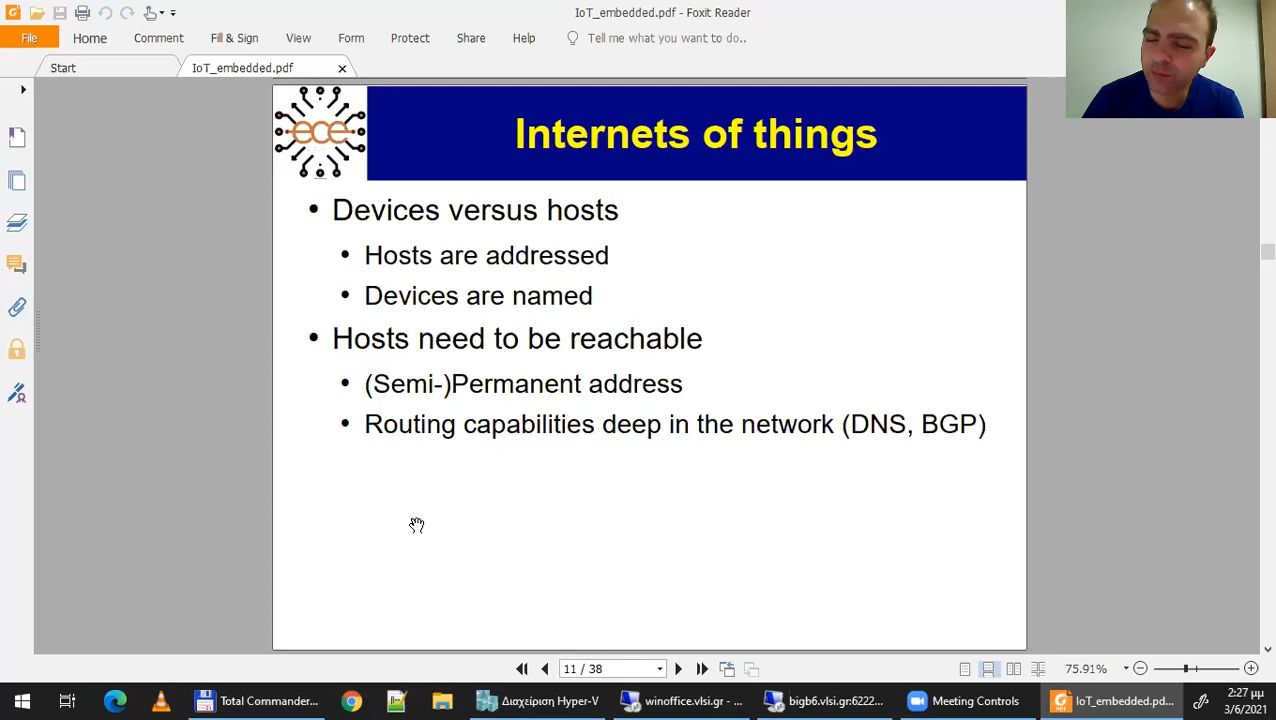 IoT_embedded.pdf - Foxit Reader
File
Home
Comment
Fill & Sign
View
Form
Protect
Share
Help
Tell me what you want to do..
Start
IoT_embedded.pdf
ece
Internets of things
• Devices versus hosts
• Hosts are addressed
• Devices are named
• Hosts need to be reachable
• (Semi-)Permanent address
• Routing capabilities deep in the network (DNS, BGP)
11 / 38
75.91%
Total Commander...
Διαχείριση Hyper-V
winoffice.vlsi.gr - ...
bigb6.vlsi.gr:6222...
Meeting Controls
IoT_embedded.pd...
2:27 μμ
3/6/2021